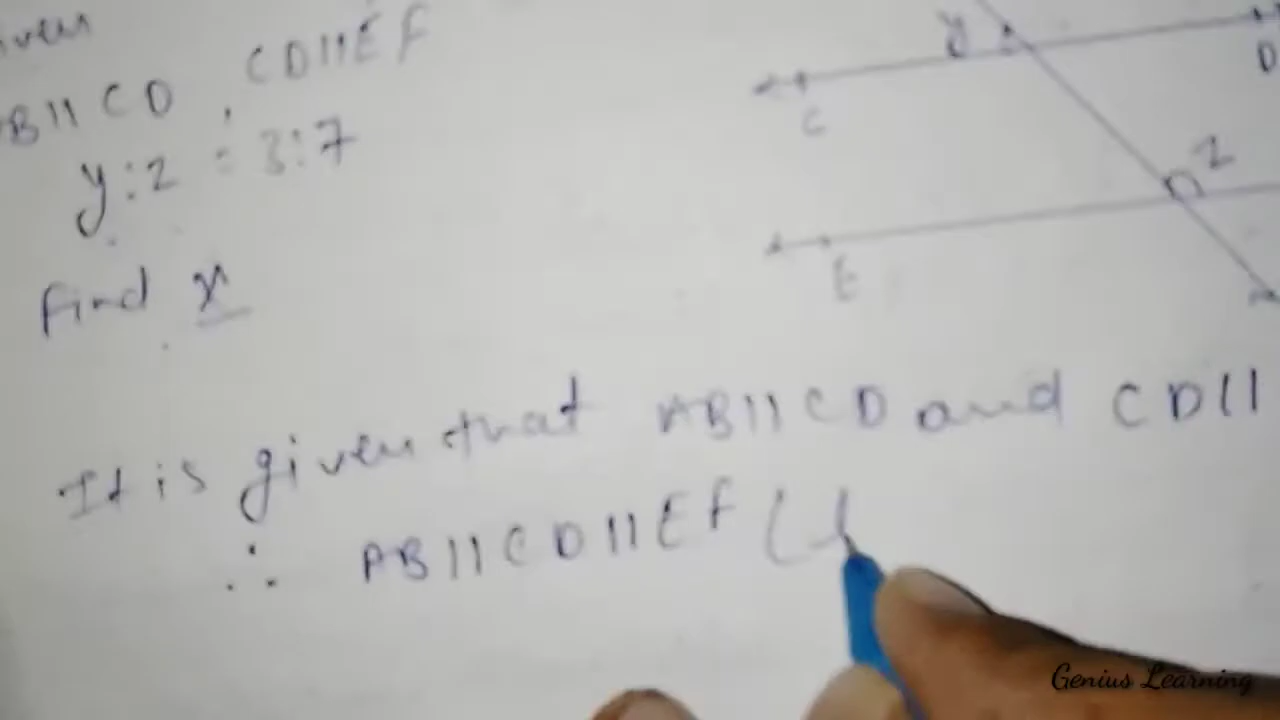 iven
B||CD, CD||EF
y:z = 3:7
Find x
y
D
C
z
E
It is given that AB||CD and CD||
∴ AB||CD||EF (
Genius Learning